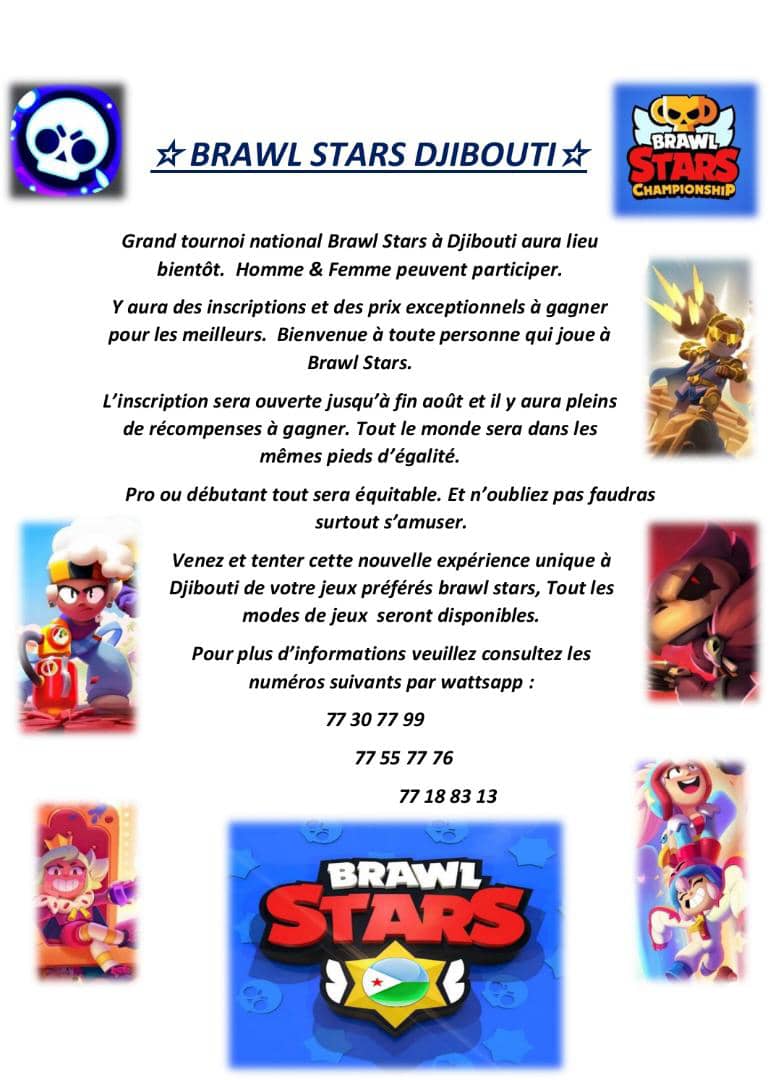 ☆ BRAWL STARS DJIBOUTI☆
BRAWL
STARS
CHAMPIONSHIP
Grand tournoi national Brawl Stars à Djibouti aura lieu
bientôt. Homme & Femme peuvent participer.
Y aura des inscriptions et des prix exceptionnels à gagner
pour les meilleurs. Bienvenue à toute personne qui joue à
Brawl Stars.
L’inscription sera ouverte jusqu’à fin août et il y aura pleins
de récompenses à gagner. Tout le monde sera dans les
mêmes pieds d’égalité.
Pro ou débutant tout sera équitable. Et n’oubliez pas faudras
surtout s’amuser.
Venez et tenter cette nouvelle expérience unique à
Djibouti de votre jeux préférés brawl stars, Tout les
modes de jeux seront disponibles.
Pour plus d’informations veuillez consultez les
numéros suivants par wattsapp :
77 30 77 99
77 55 77 76
77 18 83 13
BRAWL
STARS